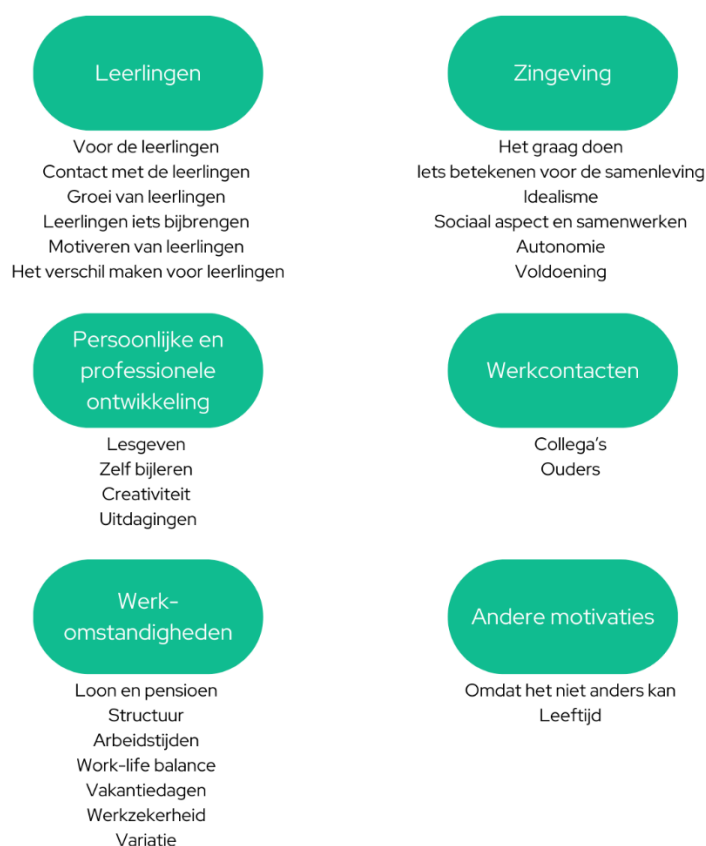 Leerlingen
Voor de leerlingen
Contact met de leerlingen
Groei van leerlingen
Leerlingen iets bijbrengen
Motiveren van leerlingen
Het verschil maken voor leerlingen
Zingeving
Het graag doen
Iets betekenen voor de samenleving
Idealisme
Sociaal aspect en samenwerken
Autonomie
Voldoening
Persoonlijke en
professionele
ontwikkeling
Lesgeven
Zelf bijleren
Creativiteit
Uitdagingen
Werkcontacten
Collega's
Ouders
Werk-
omstandigheden
Loon en pensioen
Structuur
Arbeidstijden
Work-life balance
Vakantiedagen
Werkzekerheid
Variatie
Andere motivaties
Omdat het niet anders kan
Leeftijd